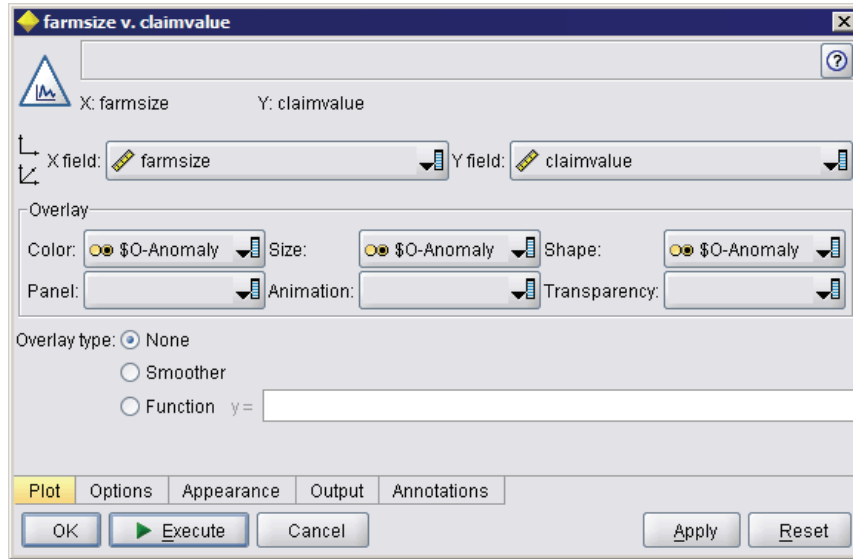 farmsize v. claimvalue
X: farmsize Y: claimvalue
X field: farmsize Y field: claimvalue
Overlay
Color: $O-Anomaly Size: $O-Anomaly Shape: $O-Anomaly
Panel: Animation: Transparency:
Overlay type: None
Smoother
Function y =
Plot Options Appearance Output Annotations
OK Execute Cancel Apply Reset